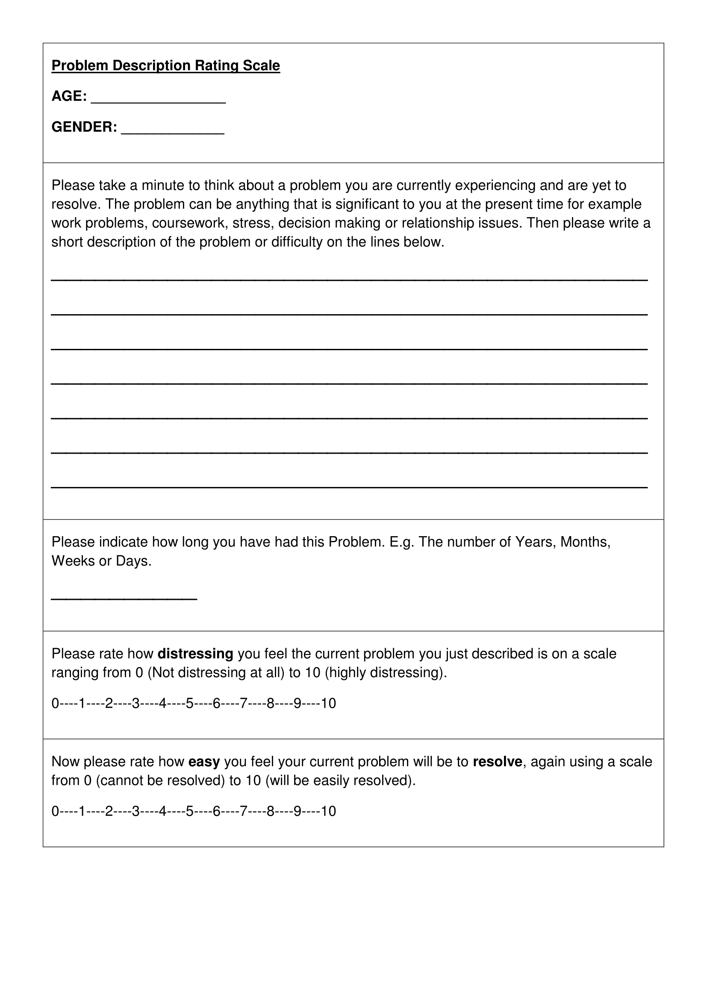 Problem Description Rating Scale
AGE: _________________
GENDER: _____________
Please take a minute to think about a problem you are currently experiencing and are yet to
resolve. The problem can be anything that is significant to you at the present time for example
work problems, coursework, stress, decision making or relationship issues. Then please write a
short description of the problem or difficulty on the lines below.
Please indicate how long you have had this Problem. E.g. The number of Years, Months,
Weeks or Days.
Please rate how distressing you feel the current problem you just described is on a scale
ranging from 0 (Not distressing at all) to 10 (highly distressing).
0----1----2----3----4----5----6----7----8----9----10
Now please rate how easy you feel your current problem will be to resolve, again using a scale
from 0 (cannot be resolved) to 10 (will be easily resolved).
0----1----2----3----4----5----6----7----8----9----10